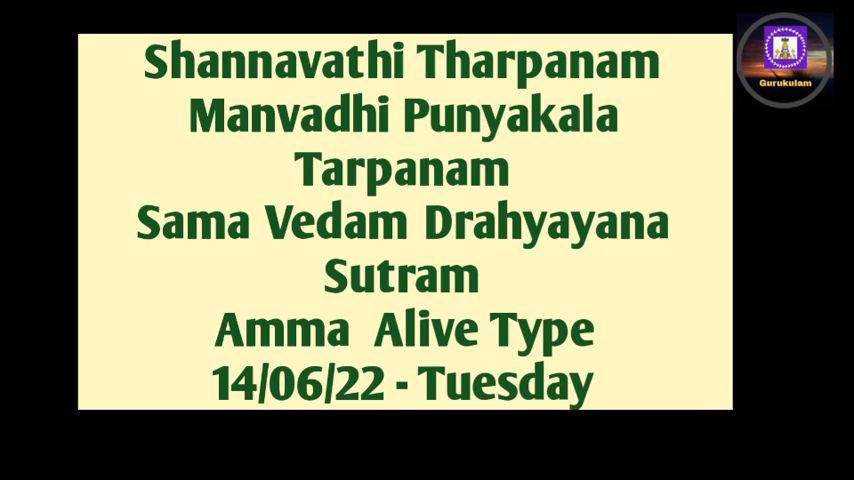 Shannavathi Tharpanam
Manvadhi Punyakala
Tarpanam
Sama Vedam Drahyayana
Sutram
Amma Alive Type
14/06/22 - Tuesday
Gurukulam